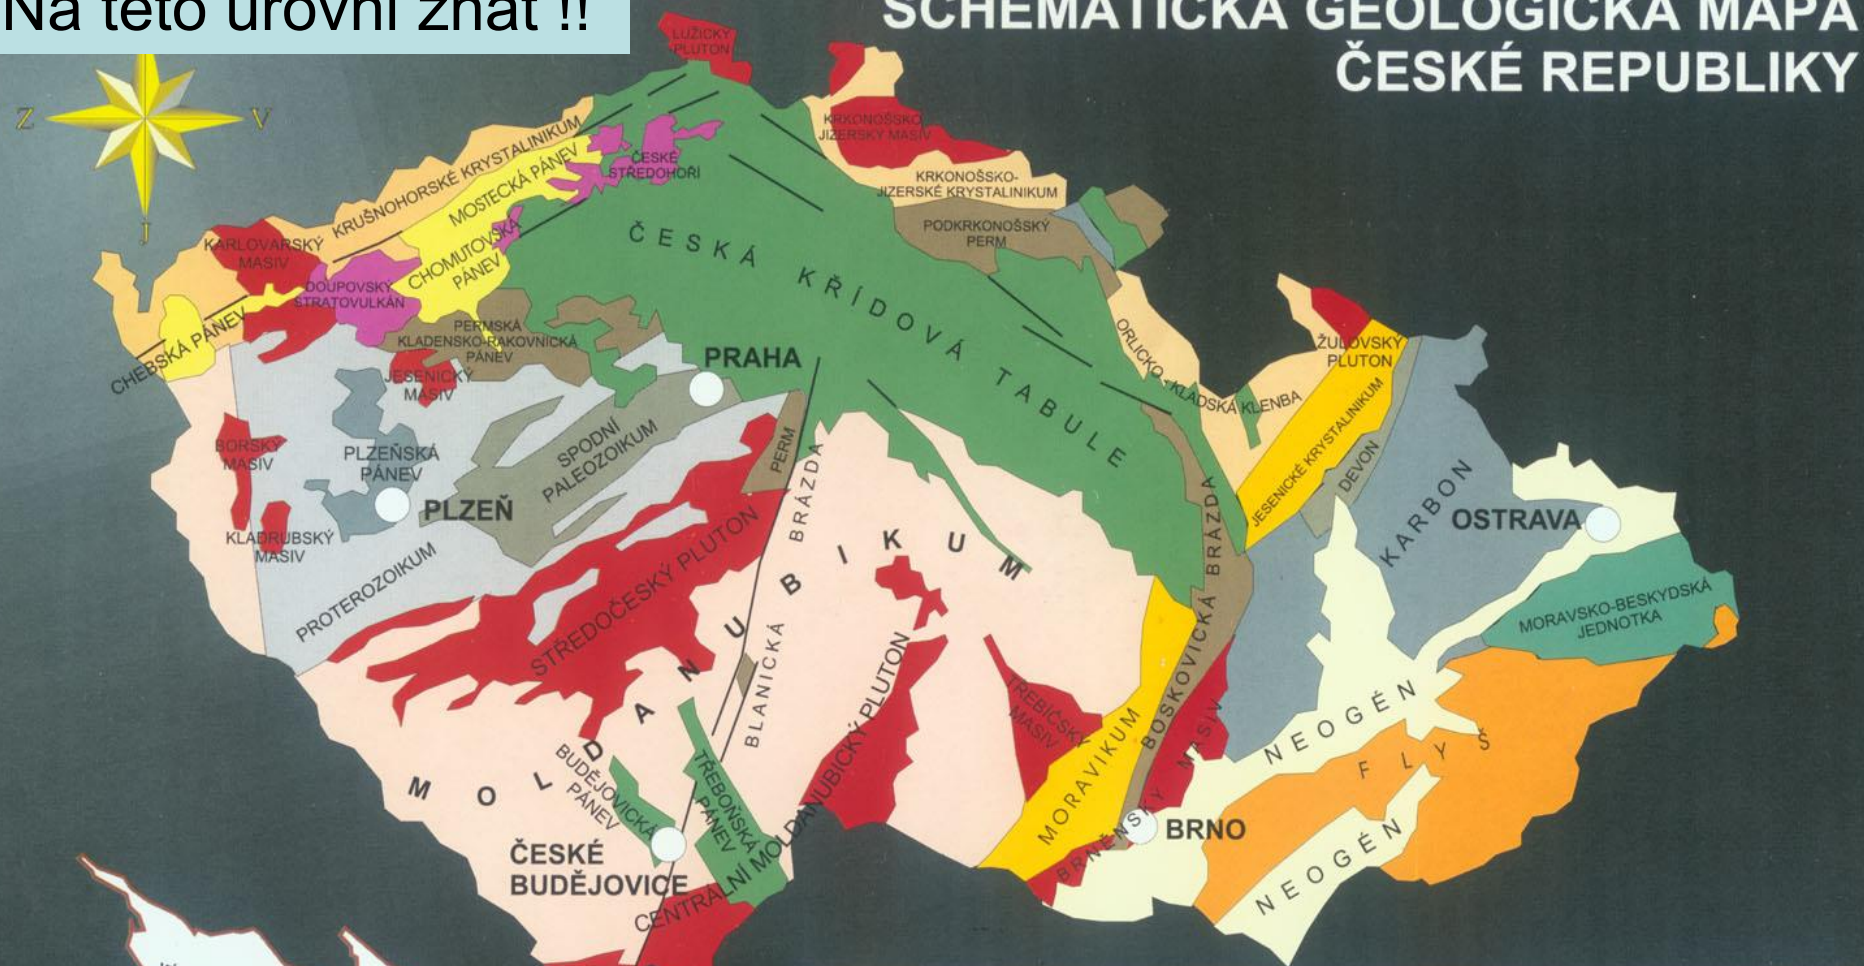 Na této úrovni znát !!
SCHEMATICKÁ GEOLOGICKÁ MAPA
ČESKÉ REPUBLIKY
Z
V
J
LUŽICKÝ
PLUTON
KRKONOŠSKO
JIZERSKÝ MASIV
KRKONOŠSKO-
JIZERSKÉ KRYSTALINIKUM
PODKRKONOŠSKÝ
PERM
KRUŠNOHORSKÉ KRYSTALINIKUM
MOSTECKÁ PÁNEV
ČESKÉ
STŘEDOHOŘÍ
CHOMUTOVSKÁ
PÁNEV
KARLOVARSKÝ
MASIV
DOUPOVSKÝ
STRATOVULKÁN
CHEBSKÁ PÁNEV
ČESKÁ KŘÍDOVÁ TABULE
PERMSKÁ
KLADENSKO-RAKOVNICKÁ
PÁNEV
JESENICKÝ
MASIV
PRAHA
ORLICKO-KLADSKÁ KLENBA
ŽULOVSKÝ
PLUTON
JESENICKÉ KRYSTALINIKUM
DEVON
KARBON
OSTRAVA
BORSKÝ
MASIV
PLZEŇSKÁ
PÁNEV
PLZEŇ
SPODNÍ
PALEOZOIKUM
PERM
KLADRUBSKÝ
MASIV
PROTEROZOIKUM
STŘEDOČESKÝ PLUTON
BLANICKÁ BRÁZDA
MOLDANUBIKUM
BOSKOVICKÁ BRÁZDA
MORAVSKO-BESKYDSKÁ
JEDNOTKA
TŘEBÍČSKÝ
MASIV
MORAVIKUM
BRNĚNSKÝ MASIV
NEOGÉN
FLYŠ
NEOGÉN
BUDĚJOVICKÁ
PÁNEV
TŘEBOŇSKÁ
PÁNEV
CENTRÁLNÍ MOLDANUBICKÝ PLUTON
BRNO
ČESKÉ
BUDĚJOVICE